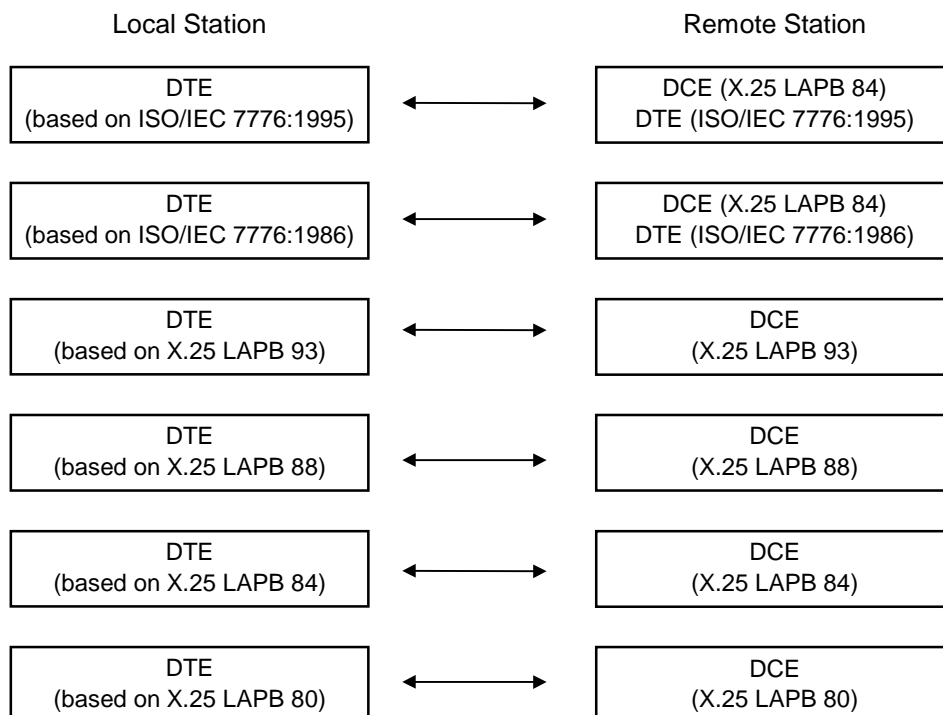 Local Station
Remote Station
DTE
(based on ISO/IEC 7776:1995)
DCE (X.25 LAPB 84)
DTE (ISO/IEC 7776:1995)
DTE
(based on ISO/IEC 7776:1986)
DCE (X.25 LAPB 84)
DTE (ISO/IEC 7776:1986)
DTE
(based on X.25 LAPB 93)
DCE
(X.25 LAPB 93)
DTE
(based on X.25 LAPB 88)
DCE
(X.25 LAPB 88)
DTE
(based on X.25 LAPB 84)
DCE
(X.25 LAPB 84)
DTE
(based on X.25 LAPB 80)
DCE
(X.25 LAPB 80)